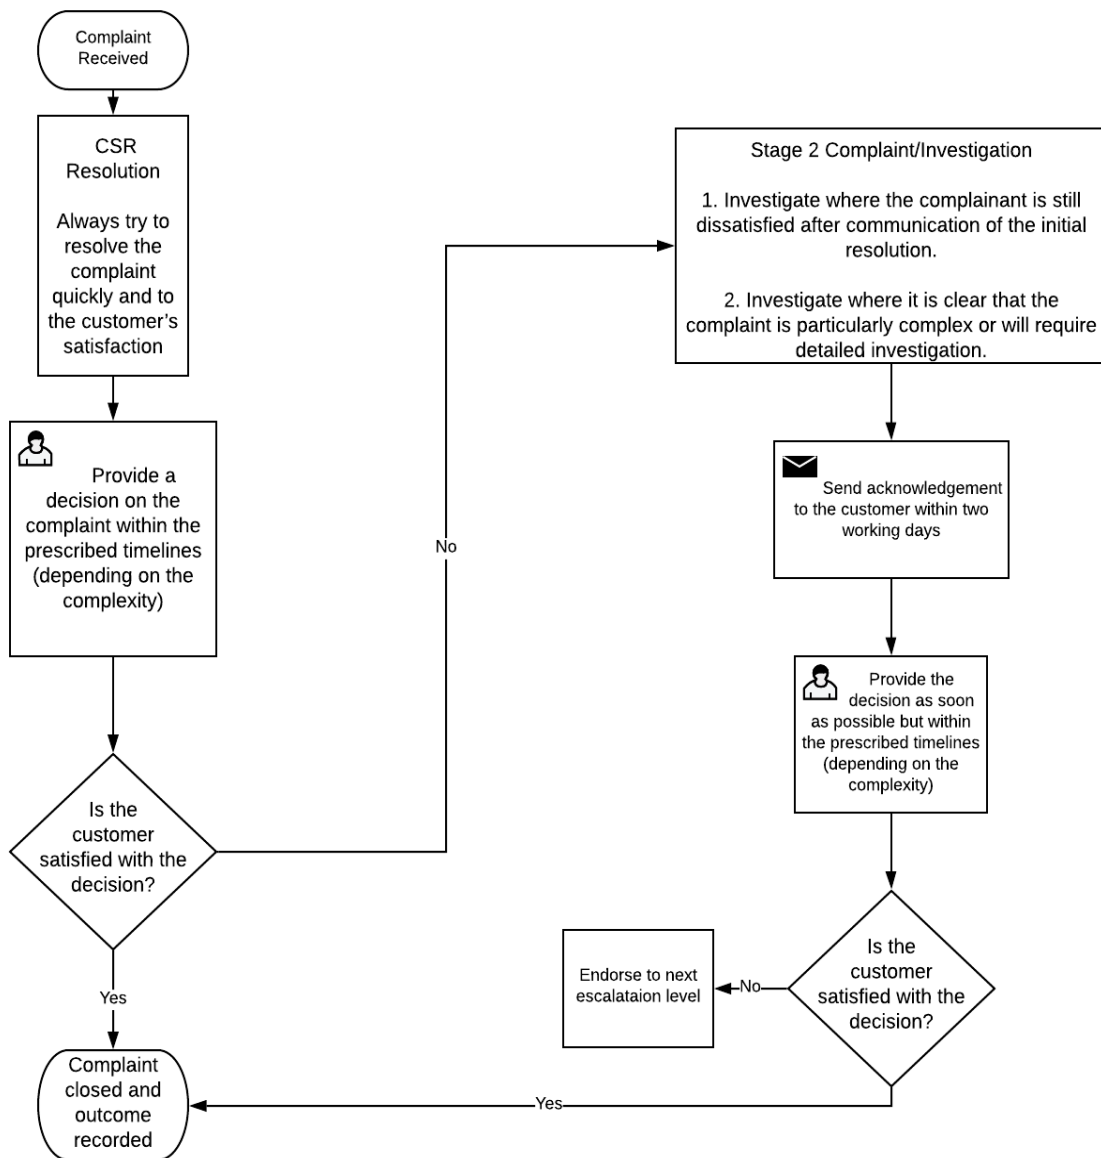 Complaint
Received
CSR
Resolution
Always try to
resolve the
complaint
quickly and to
the customer’s
satisfaction
Provide a
decision on the
complaint within the
prescribed timelines
(depending on the
complexity)
Is the
customer
satisfied with the
decision?
Yes
Complaint
closed and
outcome
recorded
No
Stage 2 Complaint/Investigation
1. Investigate where the complainant is still
dissatisfied after communication of the initial
resolution.
2. Investigate where it is clear that the
complaint is particularly complex or will require
detailed investigation.
Send acknowledgement
to the customer within two
working days
Provide the
decision as soon
as possible but within
the prescribed timelines
(depending on the
complexity)
Is the
customer
satisfied with the
decision?
No
Endorse to next
escalataion level
Yes